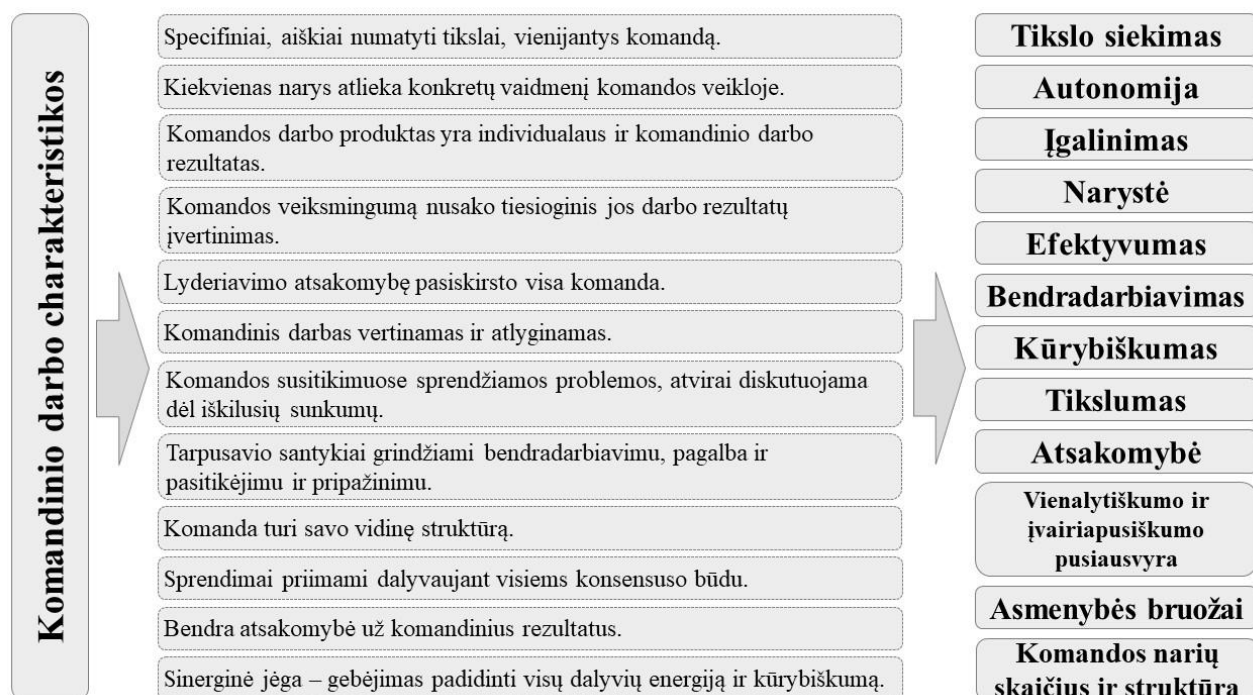 Komandinio darbo charakteristikos
Specifiniai, aiškiai numatyti tikslai, vienijantys komandą.
Kiekvienas narys atlieka konkretų vaidmenį komandos veikloje.
Komandos darbo produktas yra individualaus ir komandinio darbo
rezultatas.
Komandos veiksmingumą nusako tiesioginis jos darbo rezultatų
įvertinimas.
Lyderiavimo atsakomybę pasiskirsto visa komanda.
Komandinis darbas vertinamas ir atlyginamas.
Komandos susitikimuose sprendžiamos problemos, atvirai diskutuojama
dėl iškilusių sunkumų.
Tarpusavio santykiai grindžiami bendradarbiavimu, pagalba ir
pasitikėjimu ir pripažinimu.
Komanda turi savo vidinę struktūrą.
Sprendimai priimami dalyvaujant visiems konsensuso būdu.
Bendra atsakomybė už komandinius rezultatus.
Sinerginė jėga – gebėjimas padidinti visų dalyvių energiją ir kūrybiškumą.
Tikslo siekimas
Autonomija
Įgalinimas
Narystė
Efektyvumas
Bendradarbiavimas
Kūrybiškumas
Tikslumas
Atsakomybė
Vienalytiškumo ir
įvairiapusiškumo
pusiausvyra
Asmenybės bruožai
Komandos narių
skaičius ir struktūra